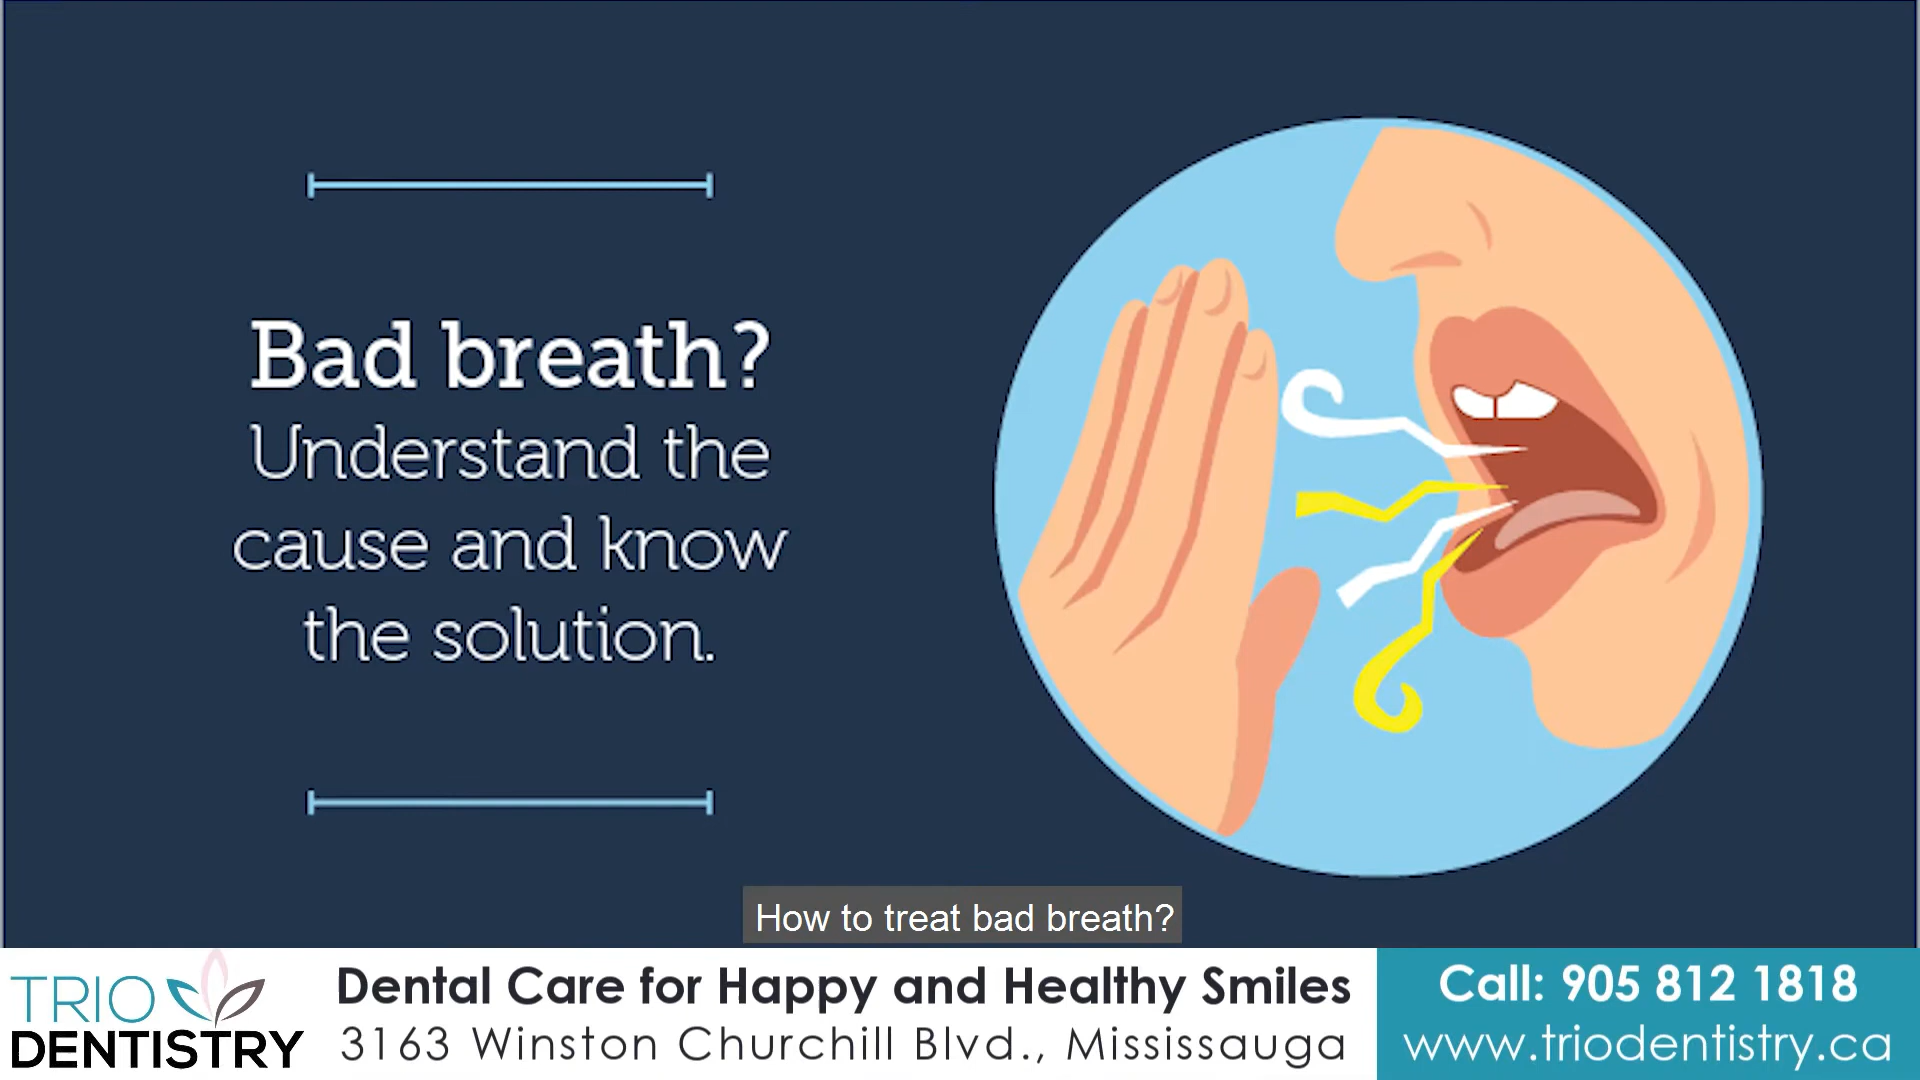 Bad breath?
Understand the
cause and know
the solution.
How to treat bad breath?
TRIO
DENTISTRY
Dental Care for Happy and Healthy Smiles
3163 Winston Churchill Blvd., Mississauga
Call: 905 812 1818
www.triodentistry.ca